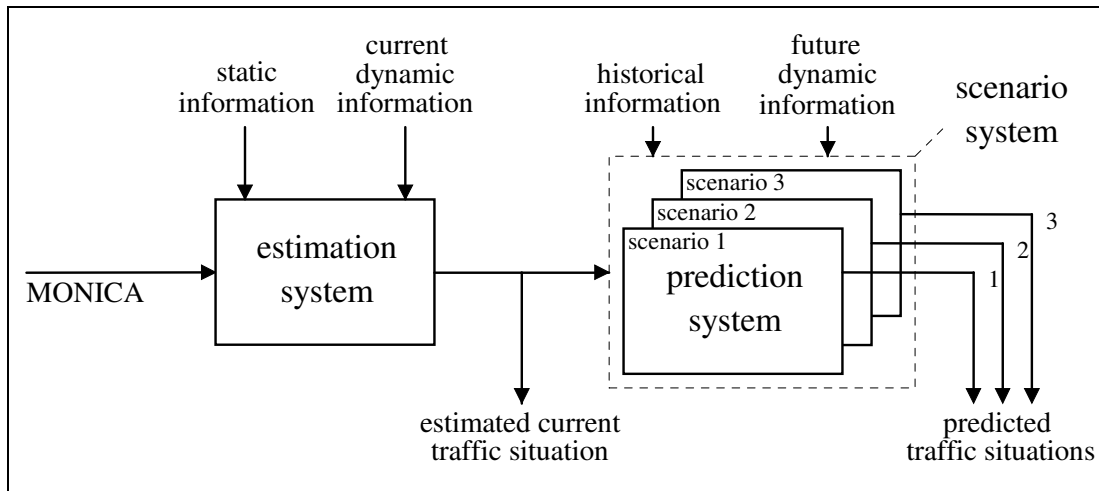 static
information
current
dynamic
information
historical
information
future
dynamic
information
scenario
system
scenario 3
scenario 2
scenario 1
estimation
system
prediction
system
MONICA
3
2
1
estimated current
traffic situation
predicted
traffic situations